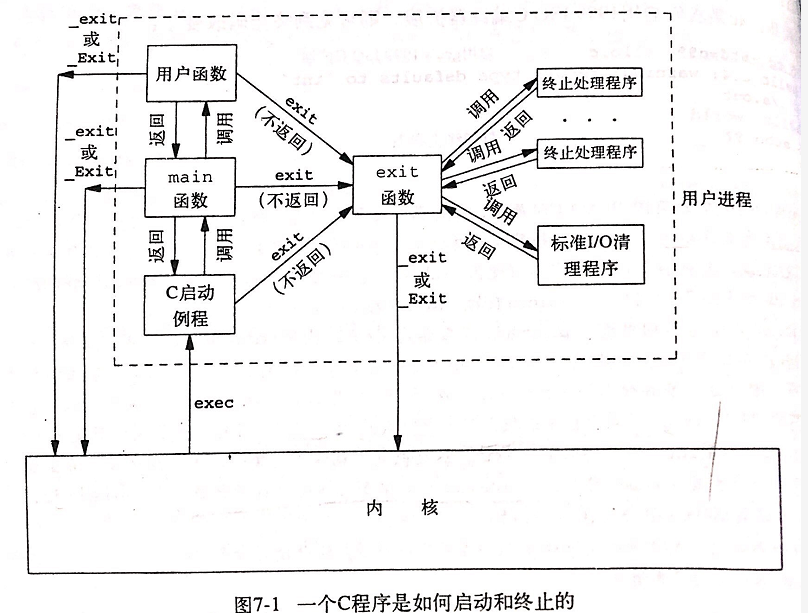 _exit
或
_Exit
用户函数
exit
(不返回)
调用
返回
终止处理程序
. . .
返回
调用
_exit
或
_Exit
main
函数
exit
(不返回)
exit
函数
调用
返回
终止处理程序
用户进程
返回
调用
exit
(不返回)
调用
返回
标准I/O清
理程序
C启动
例程
_exit
或
_Exit
exec
内 核
图7-1 一个C程序是如何启动和终止的